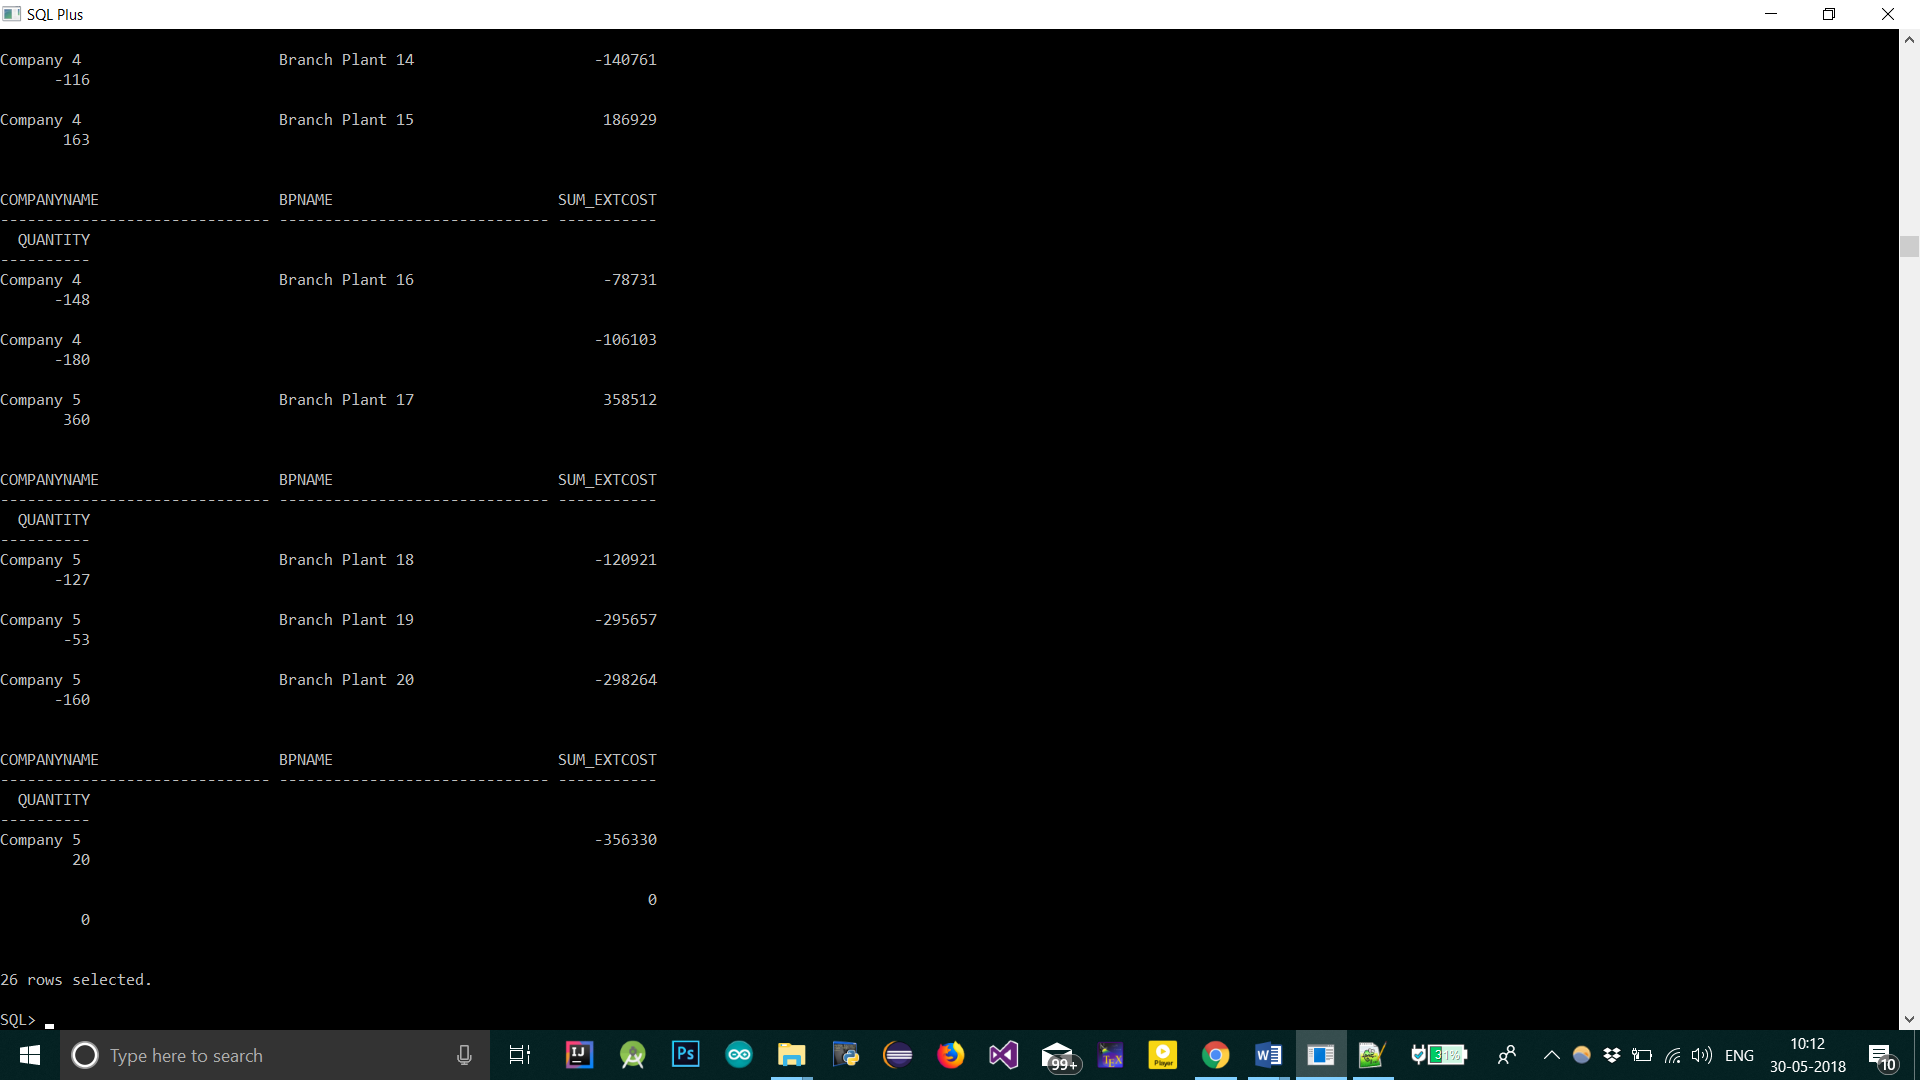 SQL Plus
Company 4 Branch Plant 14 -140761
-116
Company 4 Branch Plant 15 186929
163
COMPANYNAME BPNAME SUM_EXTCOST
------------------------------ ------------------------------ -----------
QUANTITY
----------
Company 4 Branch Plant 16 -78731
-148
Company 4 -106103
-180
Company 5 Branch Plant 17 358512
360
COMPANYNAME BPNAME SUM_EXTCOST
------------------------------ ------------------------------ -----------
QUANTITY
----------
Company 5 Branch Plant 18 -120921
-127
Company 5 Branch Plant 19 -295657
-53
Company 5 Branch Plant 20 -298264
-160
COMPANYNAME BPNAME SUM_EXTCOST
------------------------------ ------------------------------ -----------
QUANTITY
----------
Company 5 -356330
20
0
0
26 rows selected.
SQL>
Type here to search
IJ
Ps
99+
TEX
Player
31%
ENG
10:12
30-05-2018
10